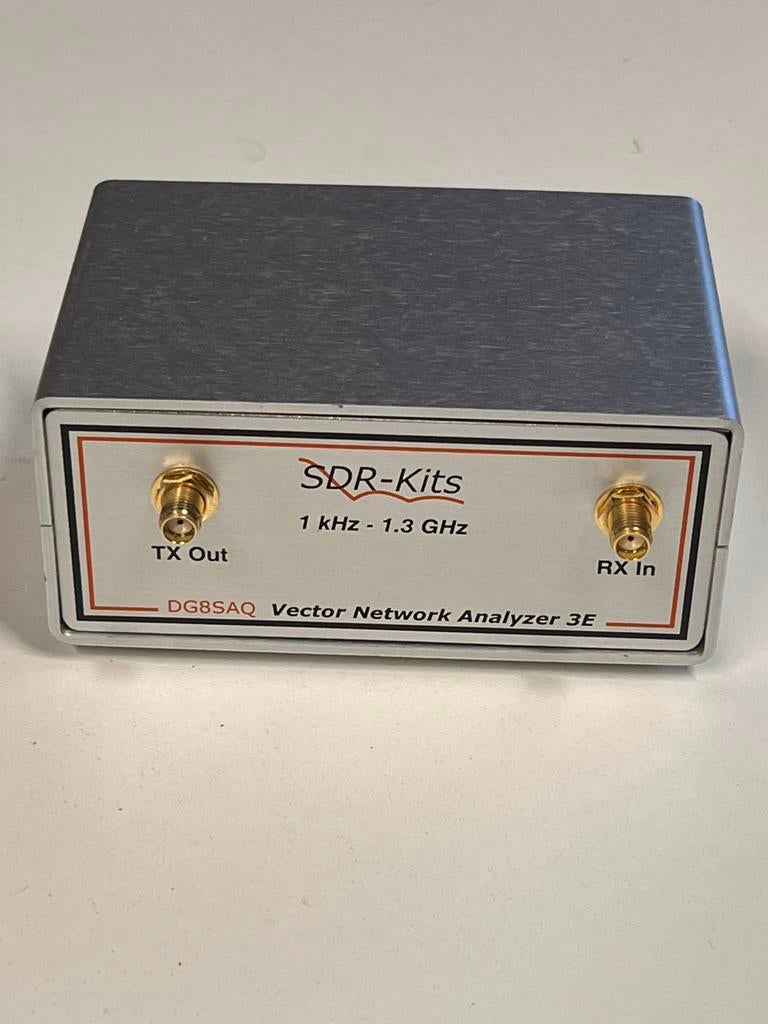 SDR-Kits
1 kHz - 1.3 GHz
TX Out
RX In
DG8SAQ Vector Network Analyzer 3E